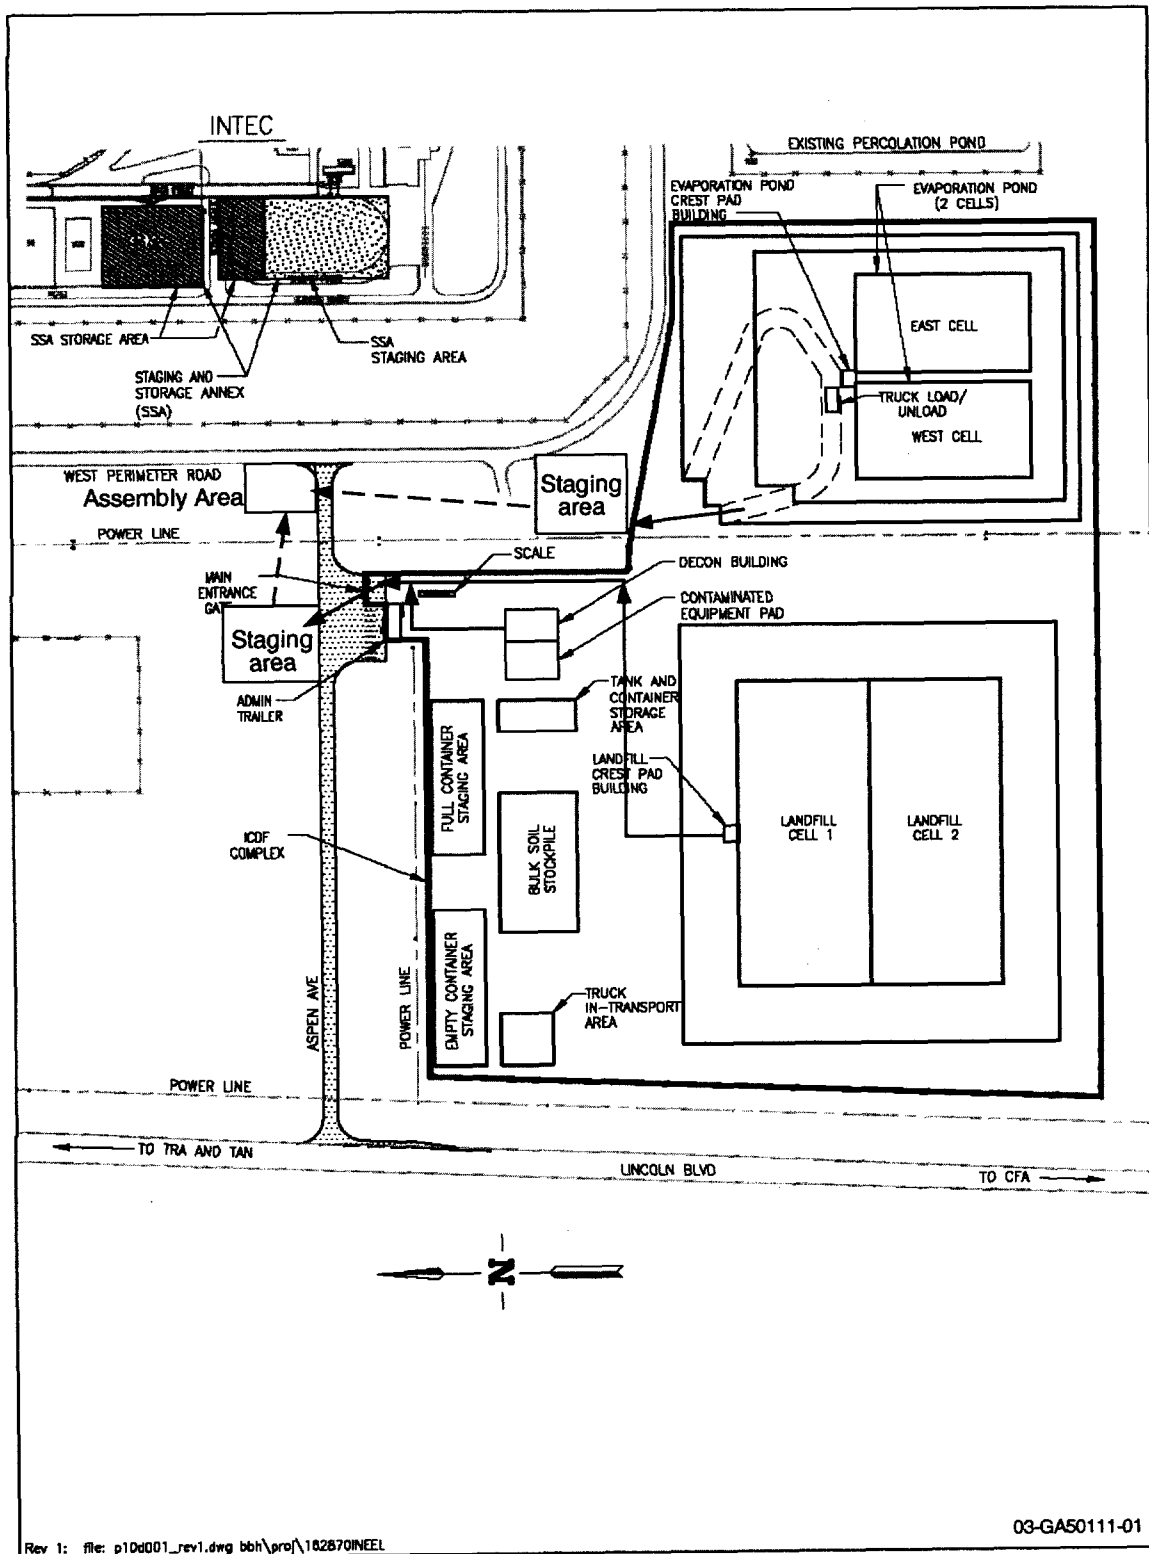 INTEC
EXISTING PERCOLATION POND
EVAPORATION POND
CREST PAD
BUILDING
EVAPORATION POND
(2 CELLS)
EAST CELL
SSA STORAGE AREA
SSA
STAGING AREA
STAGING AND
STORAGE ANNEX
(SSA)
TRUCK LOAD/
UNLOAD
WEST CELL
WEST PERIMETER ROAD
Assembly Area
Staging
area
POWER LINE
SCALE
MAIN
ENTRANCE
DECON BUILDING
CONTAMINATED
EQUIPMENT PAD
Staging
area
ADMIN
TRAILER
TANK AND
CONTAINER
STORAGE
AREA
FULL CONTAINER
STAGING AREA
LANDFILL
CREST PAD
BUILDING
ICDF
COMPLEX
BULK SOIL
STOCKPILE
LANDFILL
CELL 1
LANDFILL
CELL 2
EMPTY CONTAINER
STAGING AREA
ASPEN AVE
POWER LINE
TRUCK
IN-TRANSPORT
AREA
POWER LINE
TO TRA AND TAN
LINCOLN BLVD
TO CFA
N
03-GA50111-01
Rev 1: file: p10d001_rev1.dwg bbh\proj\162870INEEL